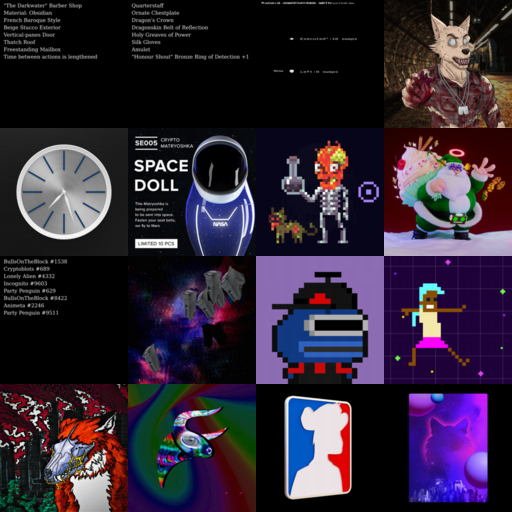 "The Darkwater" Barber Shop
Material: Obsidian
French Baroque Style
Beige Stucco Exterior
Vertical-panes Door
Thatch Roof
Freestanding Mailbox
Time between actions is lengthened
Quarterstaff
Ornate Chestplate
Dragon's Crown
Dragonskin Belt of Reflection
Holy Greaves of Power
Silk Gloves
Amulet
"Honour Shout" Bronze Ring of Detection +1
SE005
CRYPTO
MATRYOSHKA
SPACE
DOLL
This Matryoshka is
being prepared
to be sent into space.
Fasten your seat belts,
we fly to Mars
LIMITED 10 PCS
NASA
BullsOnTheBlock #1538
Cryptoblots #689
Lonely Alien #4332
Incognito #9603
Party Penguin #629
BullsOnTheBlock #8422
Animeta #2246
Party Penguin #9511